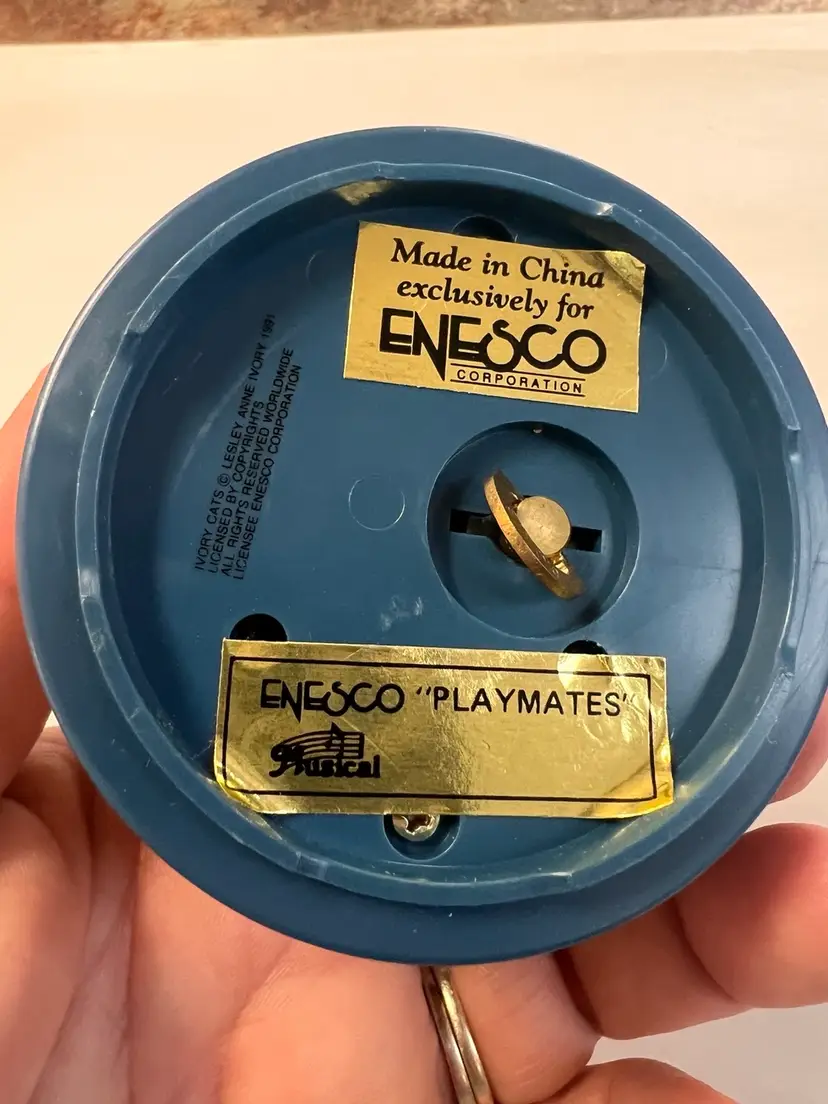 Made in China
exclusively for
ENESCO
CORPORATION
IVORY CATS © LESLEY ANNE IVORY 1991
LICENSED BY COPYRIGHTS
ALL RIGHTS RESERVED WORLDWIDE
LICENSEE ENESCO CORPORATION
ENESCO "PLAYMATES"
Musical